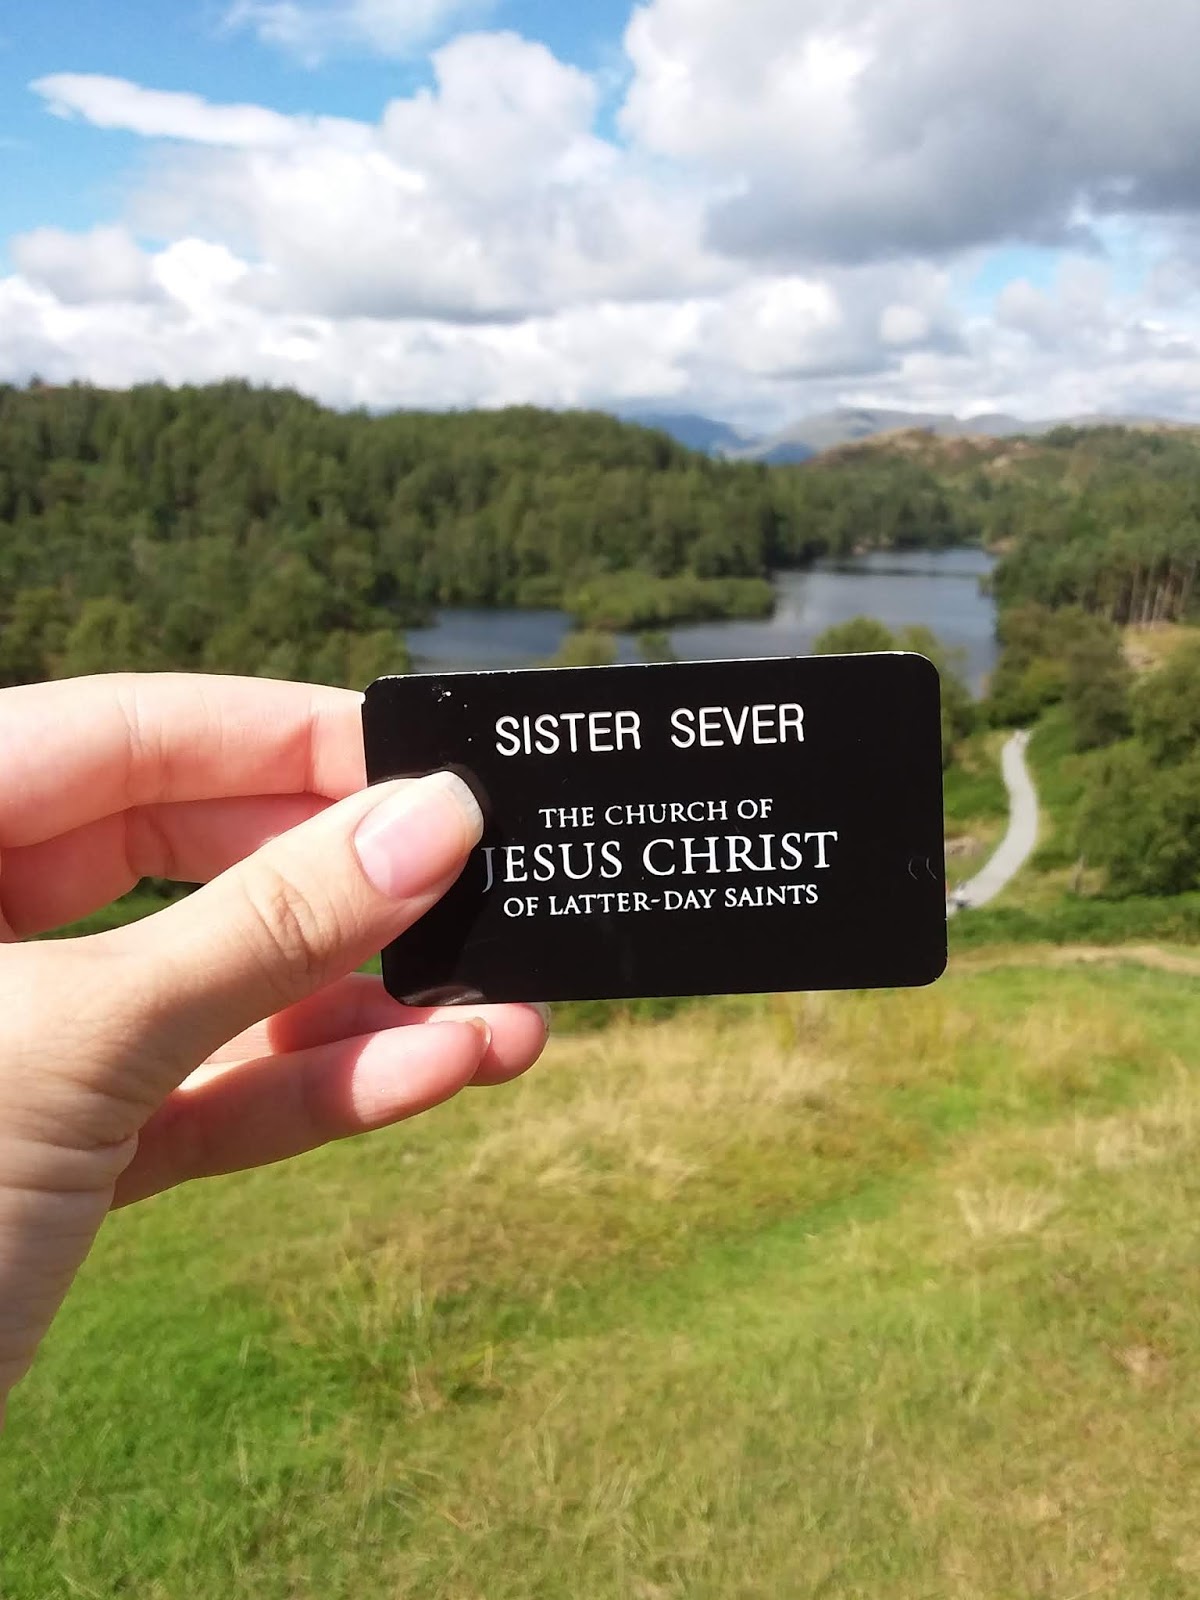 SISTER SEVER
THE CHURCH OF
JESUS CHRIST
OF LATTER-DAY SAINTS